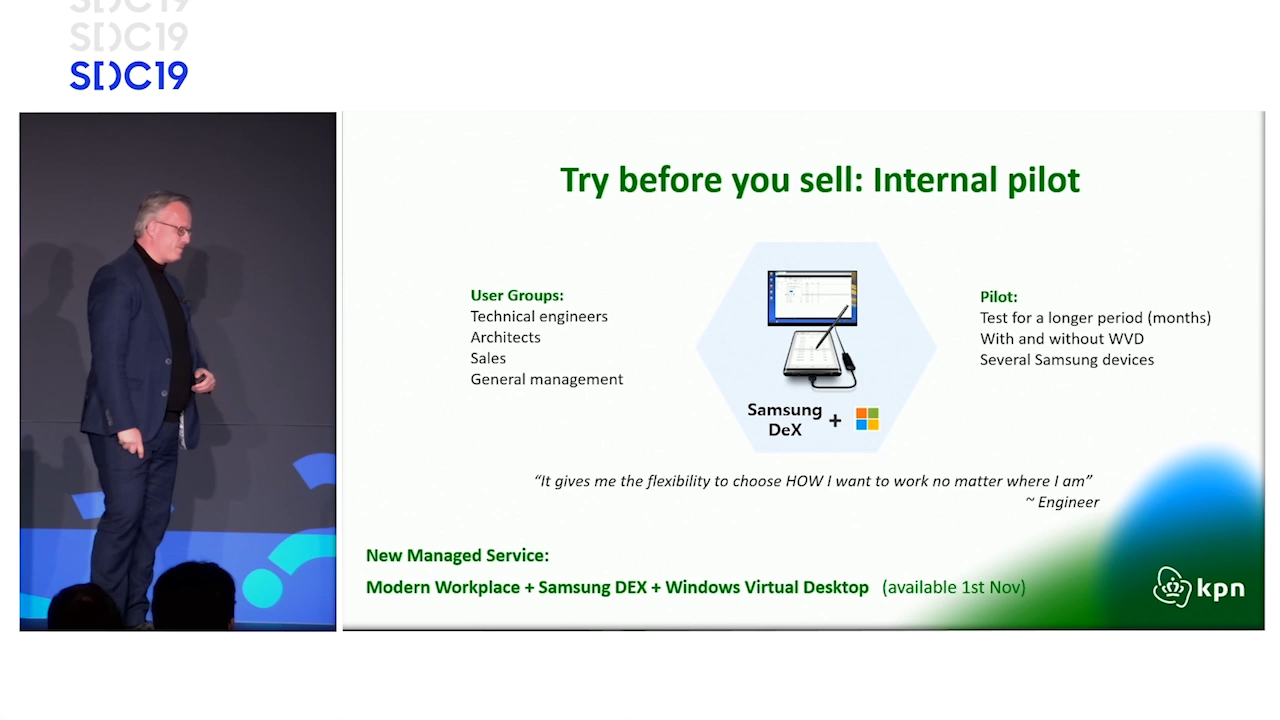 SDC19
SDC19
SDC19
Try before you sell: Internal pilot
User Groups:
Technical engineers
Architects
Sales
General management
Samsung
DeX
+
Pilot:
Test for a longer period (months)
With and without WVD
Several Samsung devices
“It gives me the flexibility to choose HOW I want to work no matter where I am”
~ Engineer
New Managed Service:
Modern Workplace + Samsung DEX + Windows Virtual Desktop (available 1st Nov)
kpn